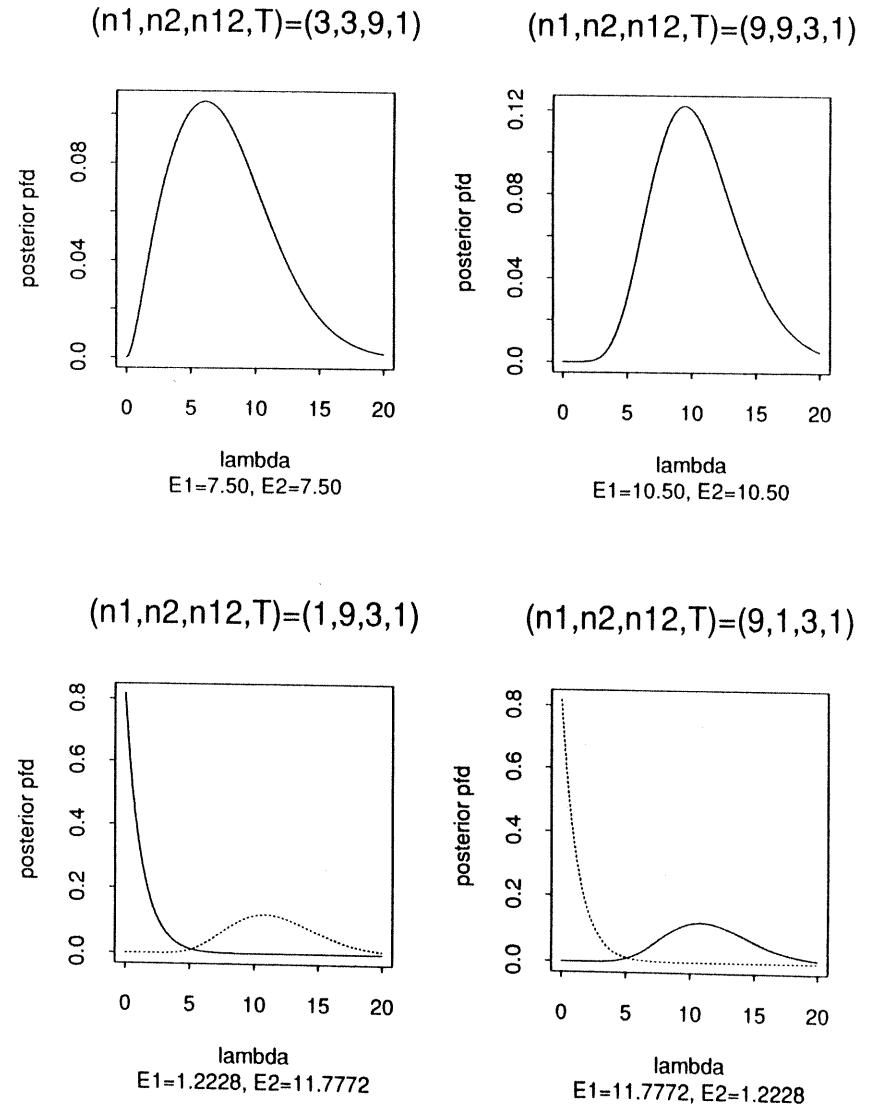 (n1,n2,n12,T)=(3,3,9,1)
posterior pfd
0.0 0.04 0.08
0 5 10 15 20
lambda
E1=7.50, E2=7.50
(n1,n2,n12,T)=(9,9,3,1)
posterior pfd
0.0 0.04 0.08 0.12
0 5 10 15 20
lambda
E1=10.50, E2=10.50
(n1,n2,n12,T)=(1,9,3,1)
posterior pfd
0.0 0.2 0.4 0.6 0.8
0 5 10 15 20
lambda
E1=1.2228, E2=11.7772
(n1,n2,n12,T)=(9,1,3,1)
posterior pfd
0.0 0.2 0.4 0.6 0.8
0 5 10 15 20
lambda
E1=11.7772, E2=1.2228